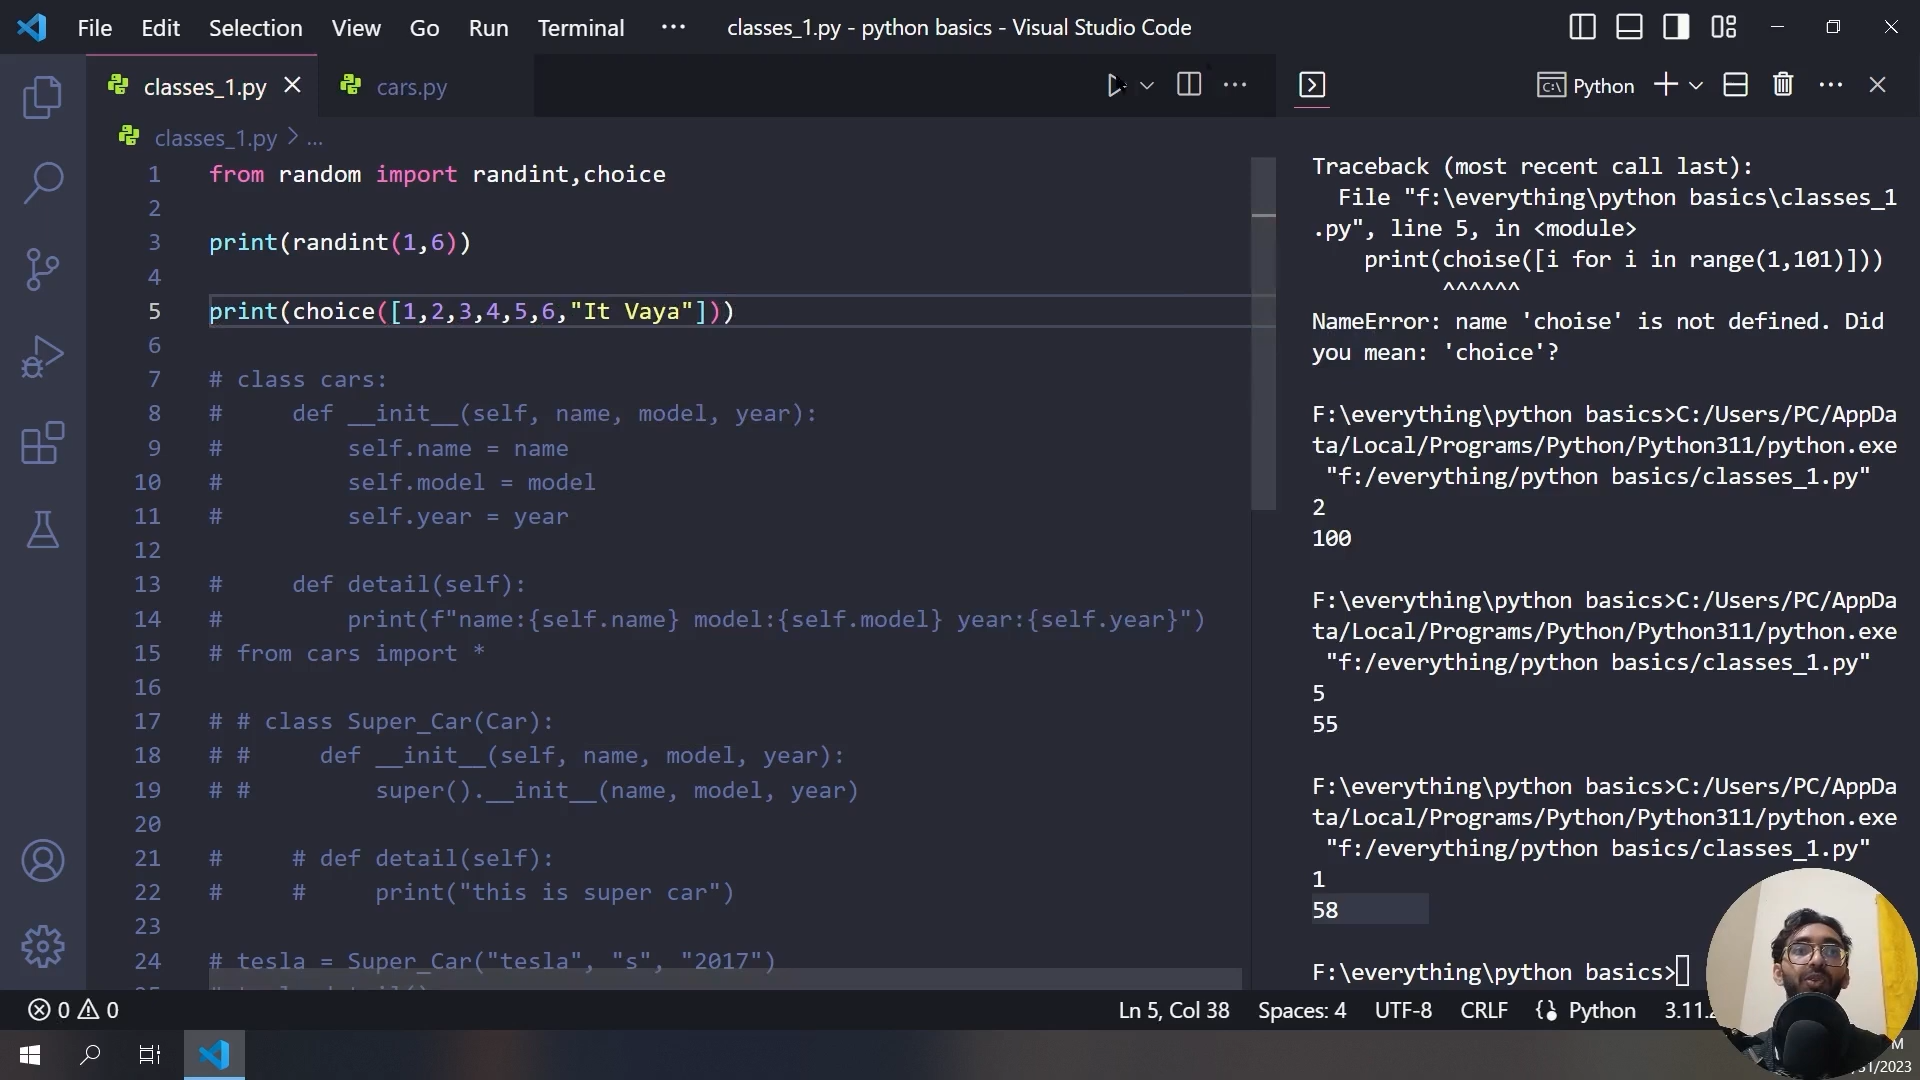 File Edit Selection View Go Run Terminal ··· classes_1.py - python basics - Visual Studio Code
classes_1.py cars.py
Python
classes_1.py > ...
1 from random import randint,choice
2
3 print(randint(1,6))
4
5 print(choice([1,2,3,4,5,6,"It Vaya"]))
6
7 # class cars:
8 #     def __init__(self, name, model, year):
9 #         self.name = name
10 #         self.model = model
11 #         self.year = year
12
13 #     def detail(self):
14 #         print(f"name:{self.name} model:{self.model} year:{self.year}")
15 # from cars import *
16
17 # # class Super_Car(Car):
18 # #     def __init__(self, name, model, year):
19 # #         super().__init__(name, model, year)
20
21 #     # def detail(self):
22 #     #     print("this is super car")
23
24 # tesla = Super_Car("tesla", "s", "2017")
Traceback (most recent call last):
File "f:\everything\python basics\classes_1
.py", line 5, in <module>
print(choise([i for i in range(1,101)]))
^^^^^^
NameError: name 'choise' is not defined. Did
you mean: 'choice'?
F:\everything\python basics>C:/Users/PC/AppDa
ta/Local/Programs/Python/Python311/python.exe
"f:/everything/python basics/classes_1.py"
2
100
F:\everything\python basics>C:/Users/PC/AppDa
ta/Local/Programs/Python/Python311/python.exe
"f:/everything/python basics/classes_1.py"
5
55
F:\everything\python basics>C:/Users/PC/AppDa
ta/Local/Programs/Python/Python311/python.exe
"f:/everything/python basics/classes_1.py"
1
58
F:\everything\python basics>
0 0 Ln 5, Col 38 Spaces: 4 UTF-8 CRLF Python 3.11.